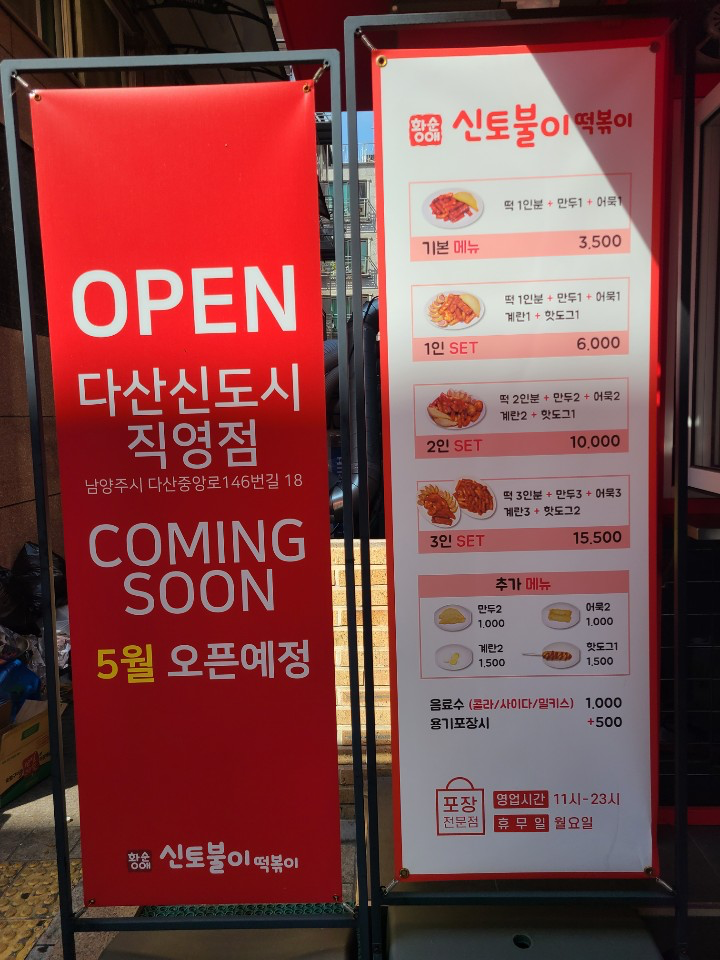 OPEN
다산신도시
직영점
남양주시 다산중앙로146번길 18
COMING
SOON
5월 오픈예정
황순애 신토불이 떡볶이
황순애 신토불이 떡볶이
떡 1인분 + 만두1 + 어묵1
기본 메뉴 3,500
떡 1인분 + 만두1 + 어묵1
계란1 + 핫도그1
1인 SET 6,000
떡 2인분 + 만두2 + 어묵2
계란2 + 핫도그1
2인 SET 10,000
떡 3인분 + 만두3 + 어묵3
계란3 + 핫도그2
3인 SET 15,500
추가 메뉴
만두2 1,000
어묵2 1,000
계란2 1,500
핫도그1 1,500
음료수 (콜라/사이다/밀키스) 1,000
용기포장시 +500
포장
전문점
영업시간 11시-23시
휴무일 월요일